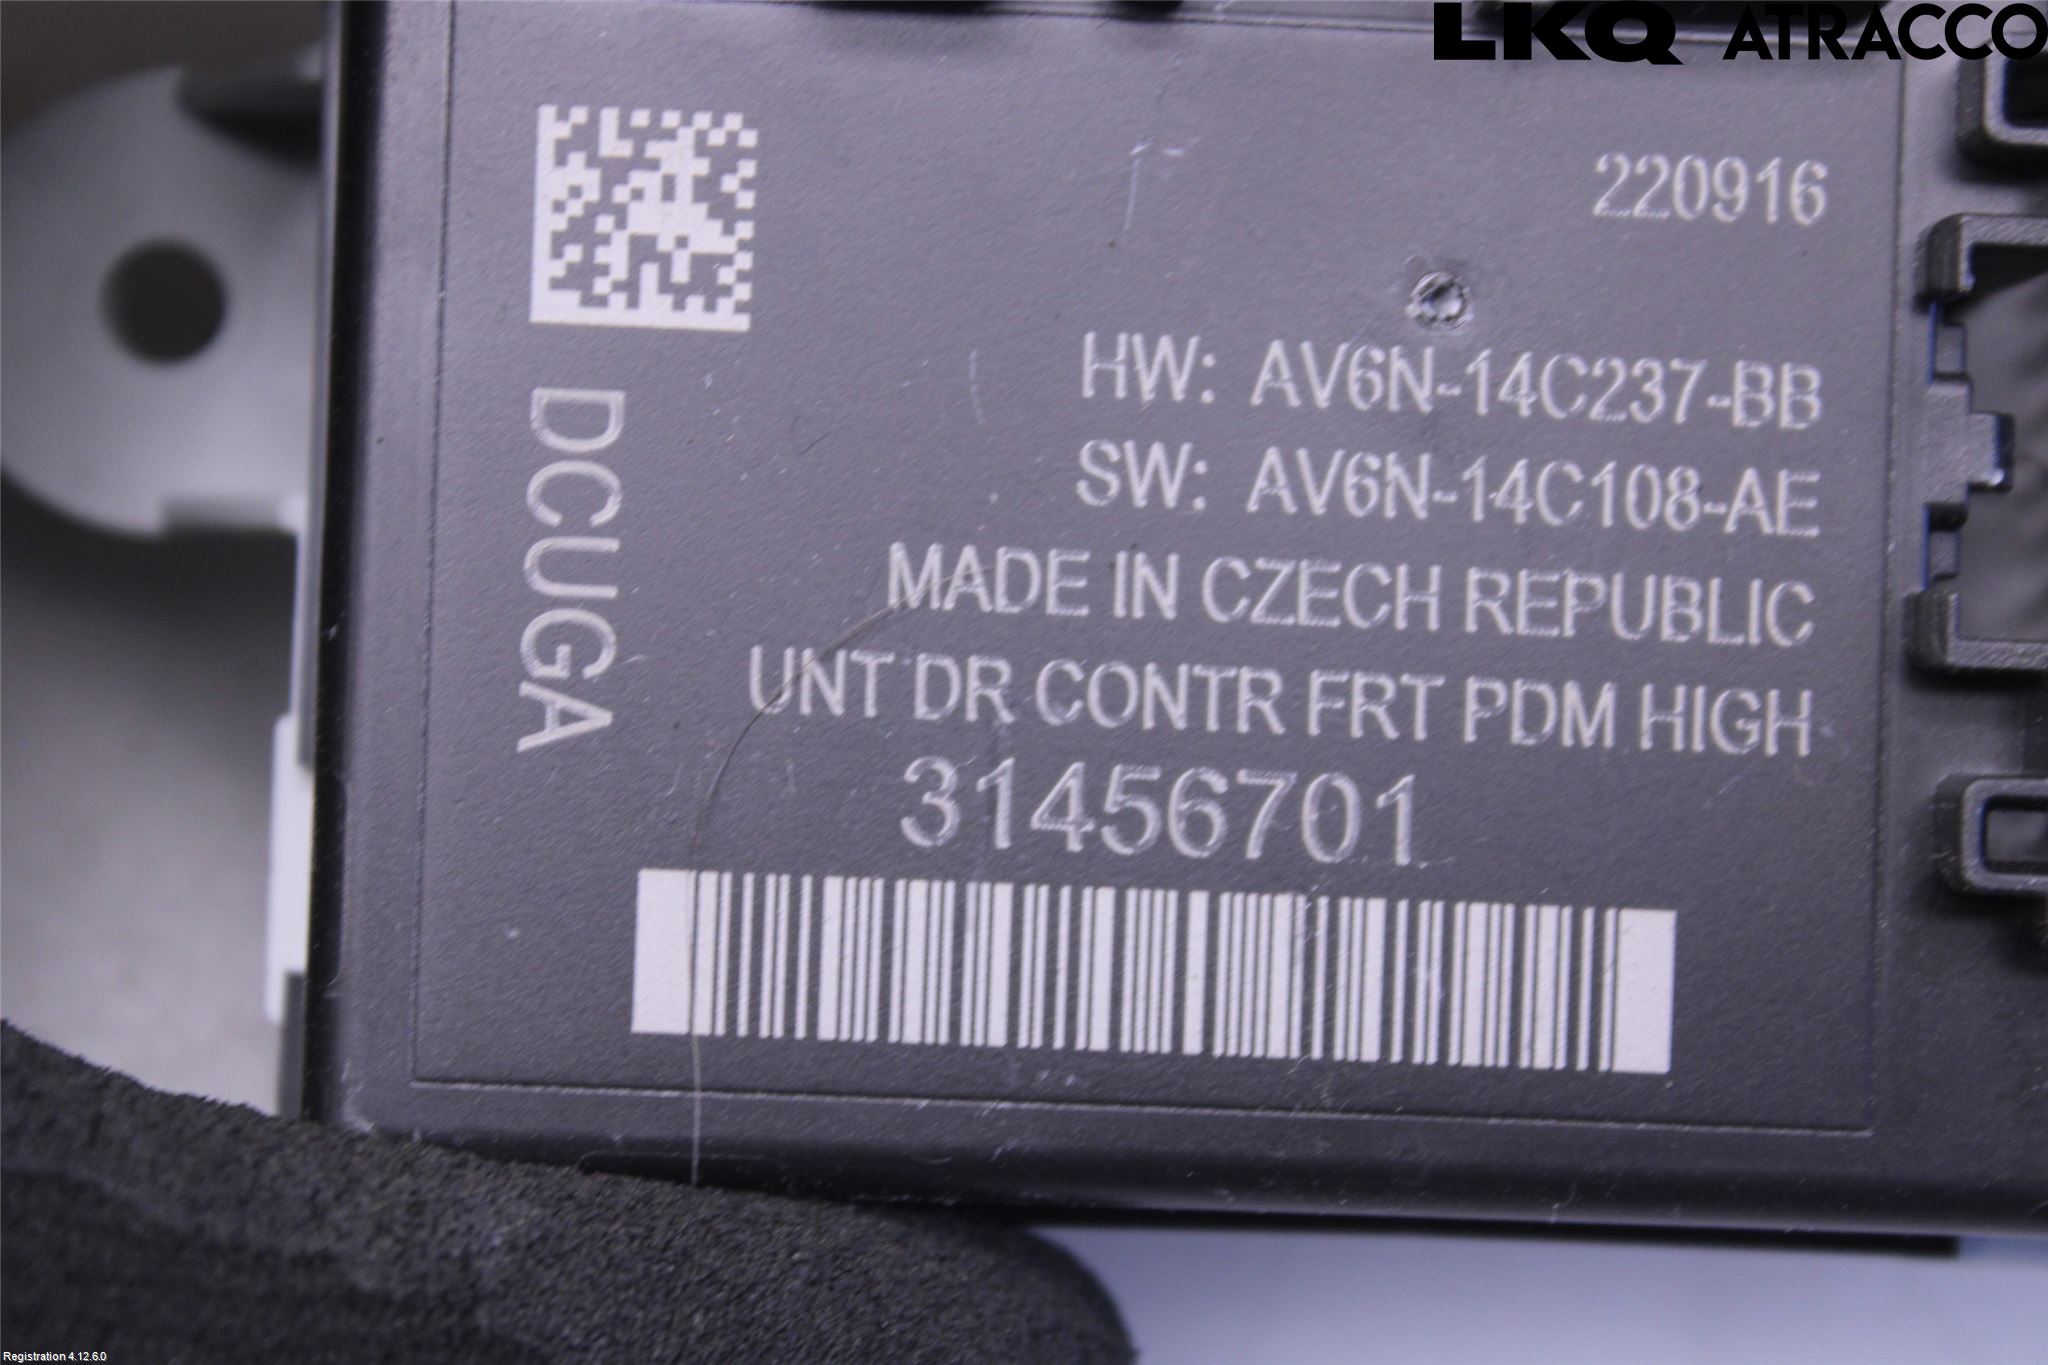 LKQ ATRACCO
220916
HW: AV6N-14C237-BB
SW: AV6N-14C108-AE
MADE IN CZECH REPUBLIC
UNT DR CONTR FRT PDM HIGH
31456701
DCUGA
Registration 4.12.6.0